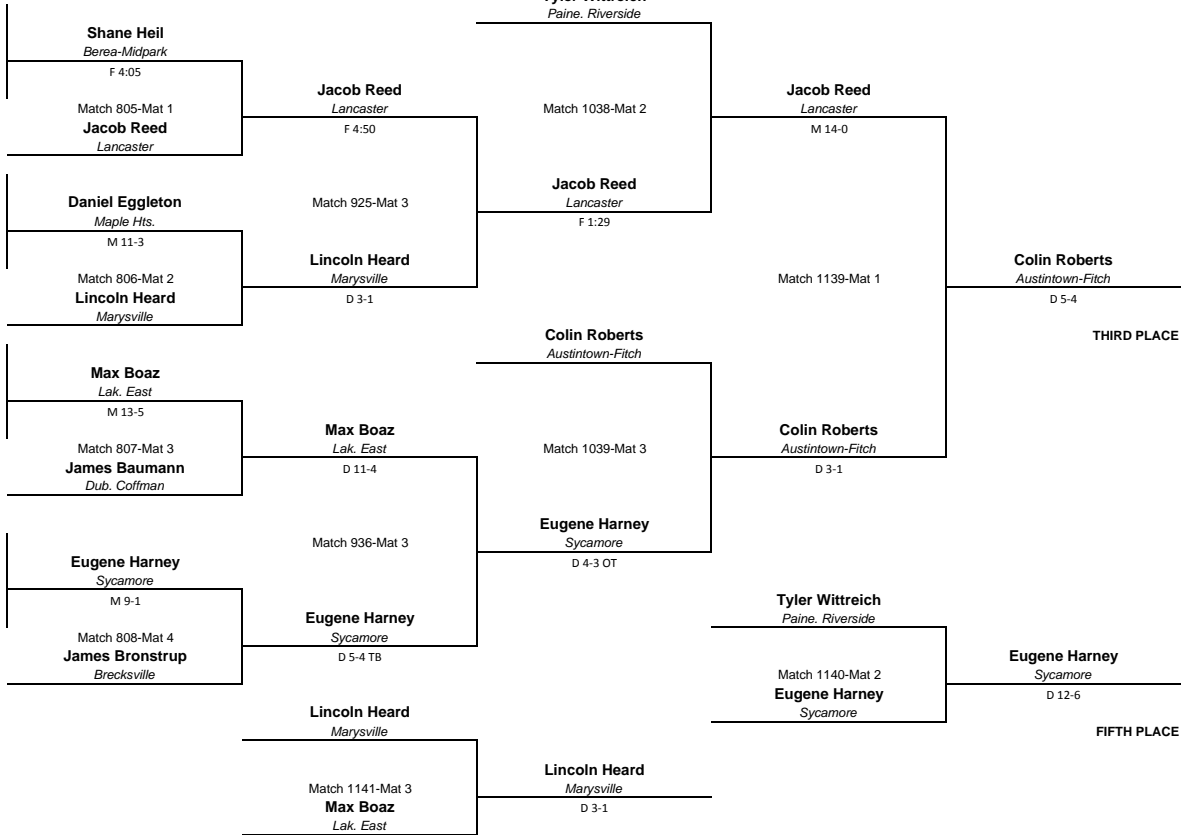 Tyler Wittreich
Paine. Riverside
Shane Heil
Berea-Midpark
F 4:05
Match 805-Mat 1
Jacob Reed
Lancaster
Jacob Reed
Lancaster
F 4:50
Match 1038-Mat 2
Jacob Reed
Lancaster
M 14-0
Daniel Eggleton
Maple Hts.
M 11-3
Match 806-Mat 2
Lincoln Heard
Marysville
Match 925-Mat 3
Lincoln Heard
Marysville
D 3-1
Jacob Reed
Lancaster
F 1:29
Match 1139-Mat 1
Colin Roberts
Austintown-Fitch
D 5-4
THIRD PLACE
Colin Roberts
Austintown-Fitch
Max Boaz
Lak. East
M 13-5
Match 807-Mat 3
James Baumann
Dub. Coffman
Max Boaz
Lak. East
D 11-4
Match 1039-Mat 3
Colin Roberts
Austintown-Fitch
D 3-1
Match 936-Mat 3
Eugene Harney
Sycamore
D 4-3 OT
Eugene Harney
Sycamore
M 9-1
Match 808-Mat 4
James Bronstrup
Brecksville
Eugene Harney
Sycamore
D 5-4 TB
Tyler Wittreich
Paine. Riverside
Match 1140-Mat 2
Eugene Harney
Sycamore
Eugene Harney
Sycamore
D 12-6
FIFTH PLACE
Lincoln Heard
Marysville
Match 1141-Mat 3
Max Boaz
Lak. East
Lincoln Heard
Marysville
D 3-1